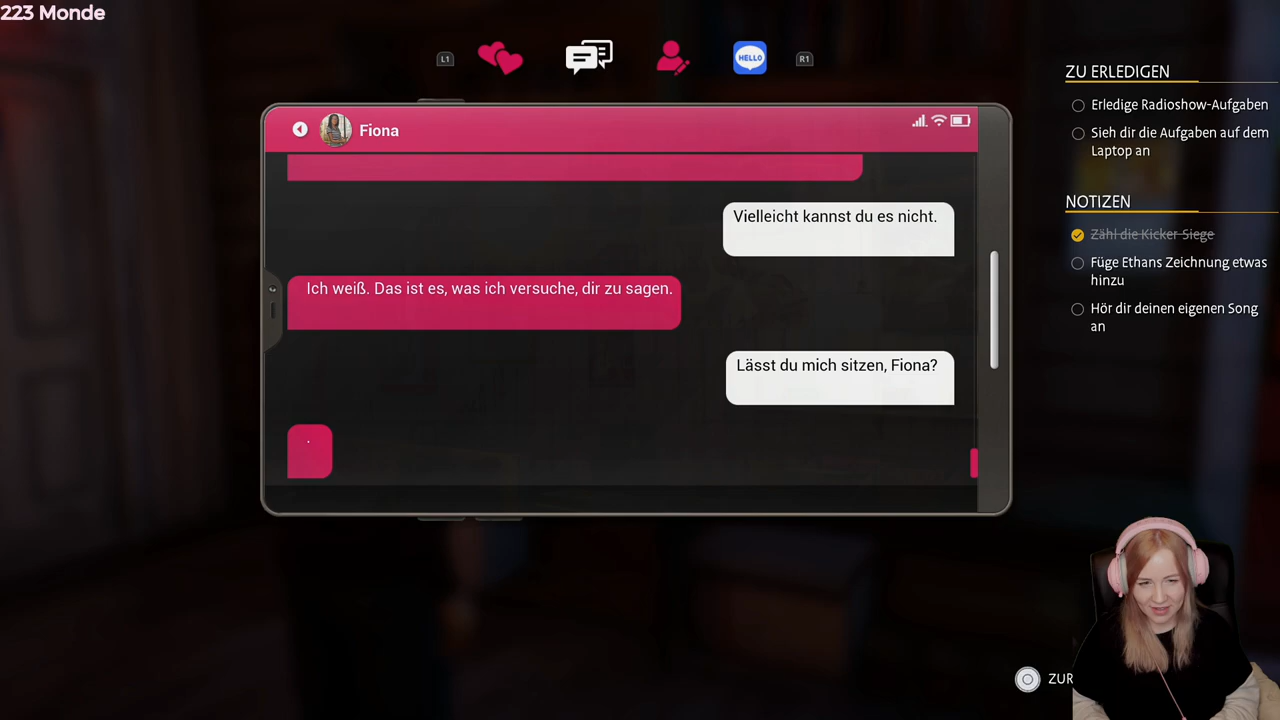 223 Monde
L1
HELLO
R1
ZU ERLEDIGEN
Erledige Radioshow-Aufgaben
Sieh dir die Aufgaben auf dem
Laptop an
Fiona
NOTIZEN
Vielleicht kannst du es nicht.
Zähl die Kicker-Siege
Füge Ethans Zeichnung etwas
hinzu
Ich weiß. Das ist es, was ich versuche, dir zu sagen.
Hör dir deinen eigenen Song
an
Lässt du mich sitzen, Fiona?
.
ZUR